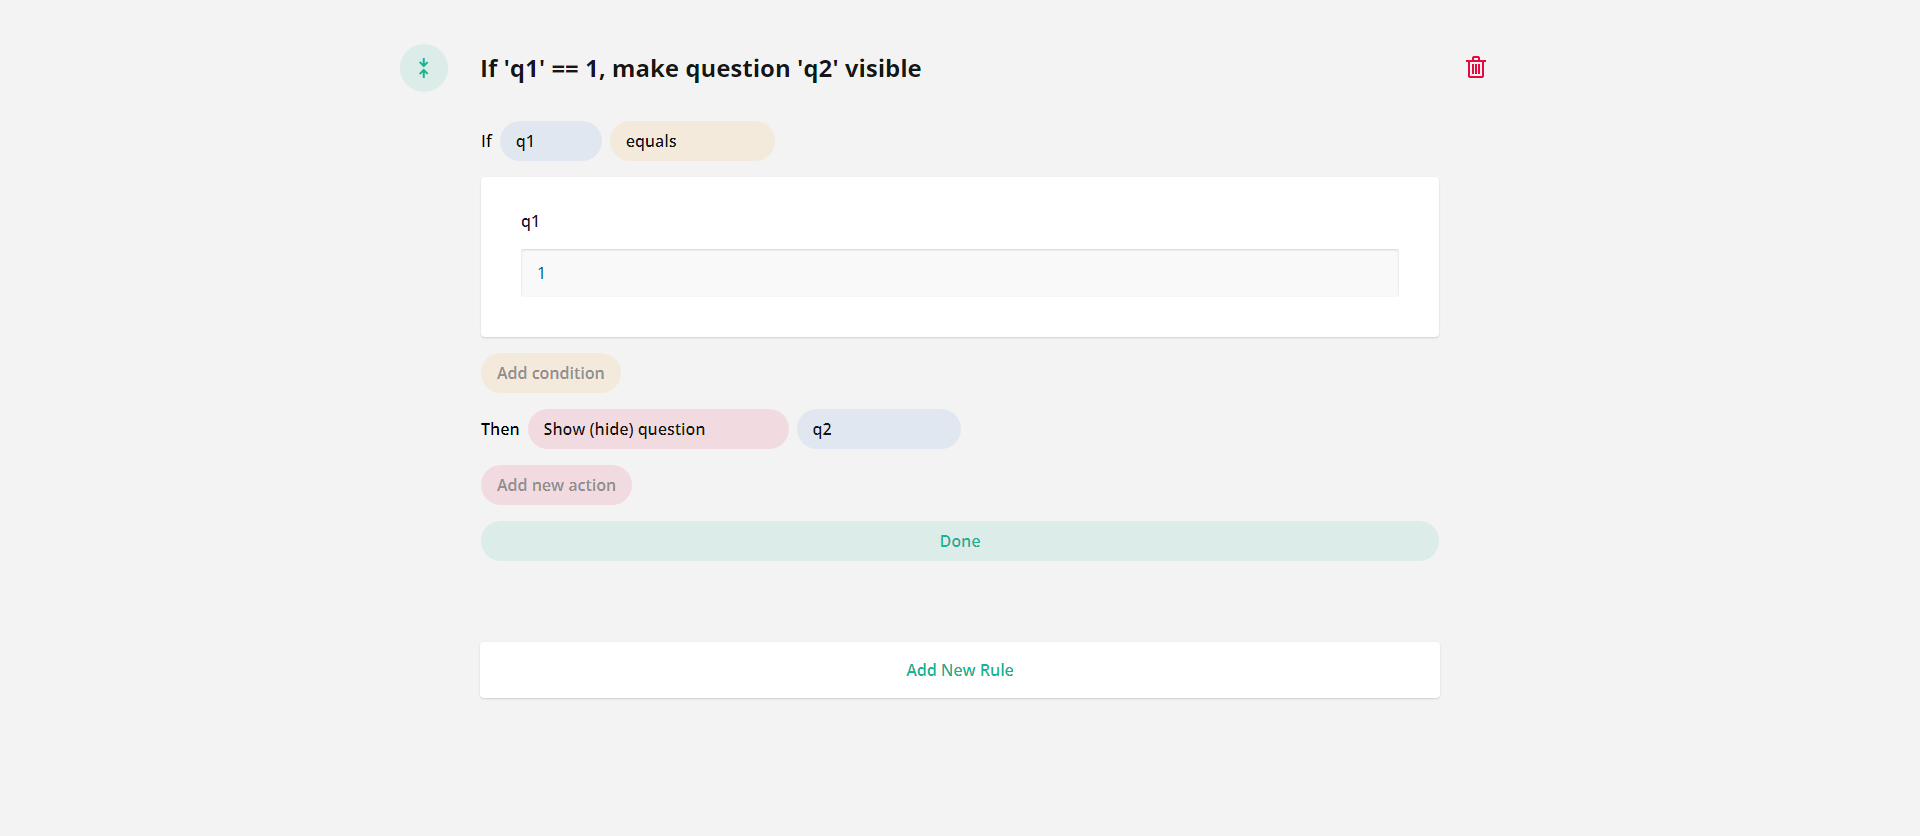 If 'q1' == 1, make question 'q2' visible
If q1 equals
q1
1
Add condition
Then Show (hide) question q2
Add new action
Done
Add New Rule